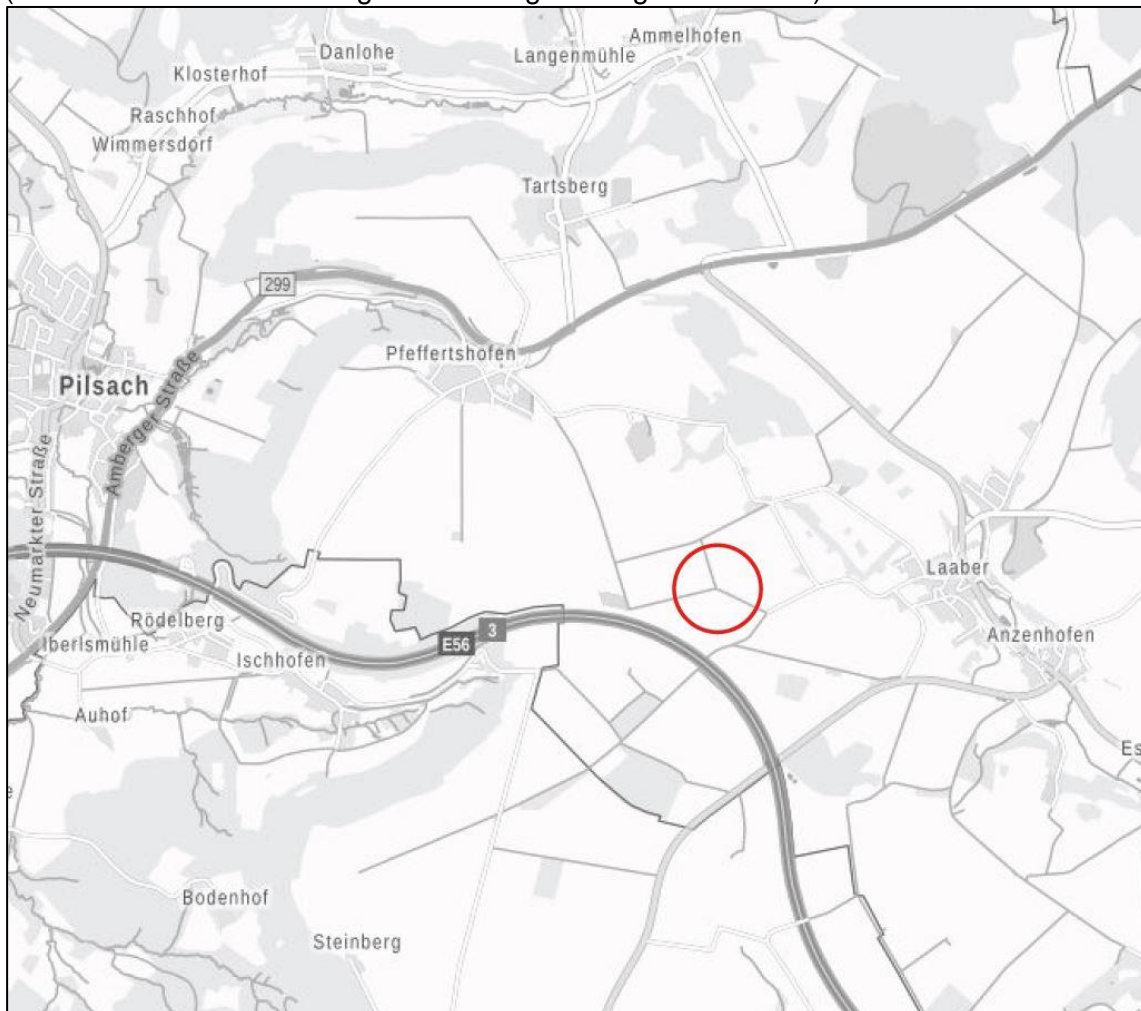 Ammelhofen
Danlohe
Langenmühle
Klosterhof
Raschhof
Wimmersdorf
Tartsberg
299
Pfeffertshofen
Pilsach
Amberger Straße
Neumarkter Straße
Laaber
Rödelberg
3
Anzenhofen
E56
Iberlsmühle
Ischhofen
Auhof
Es
e
Bodenhof
Steinberg